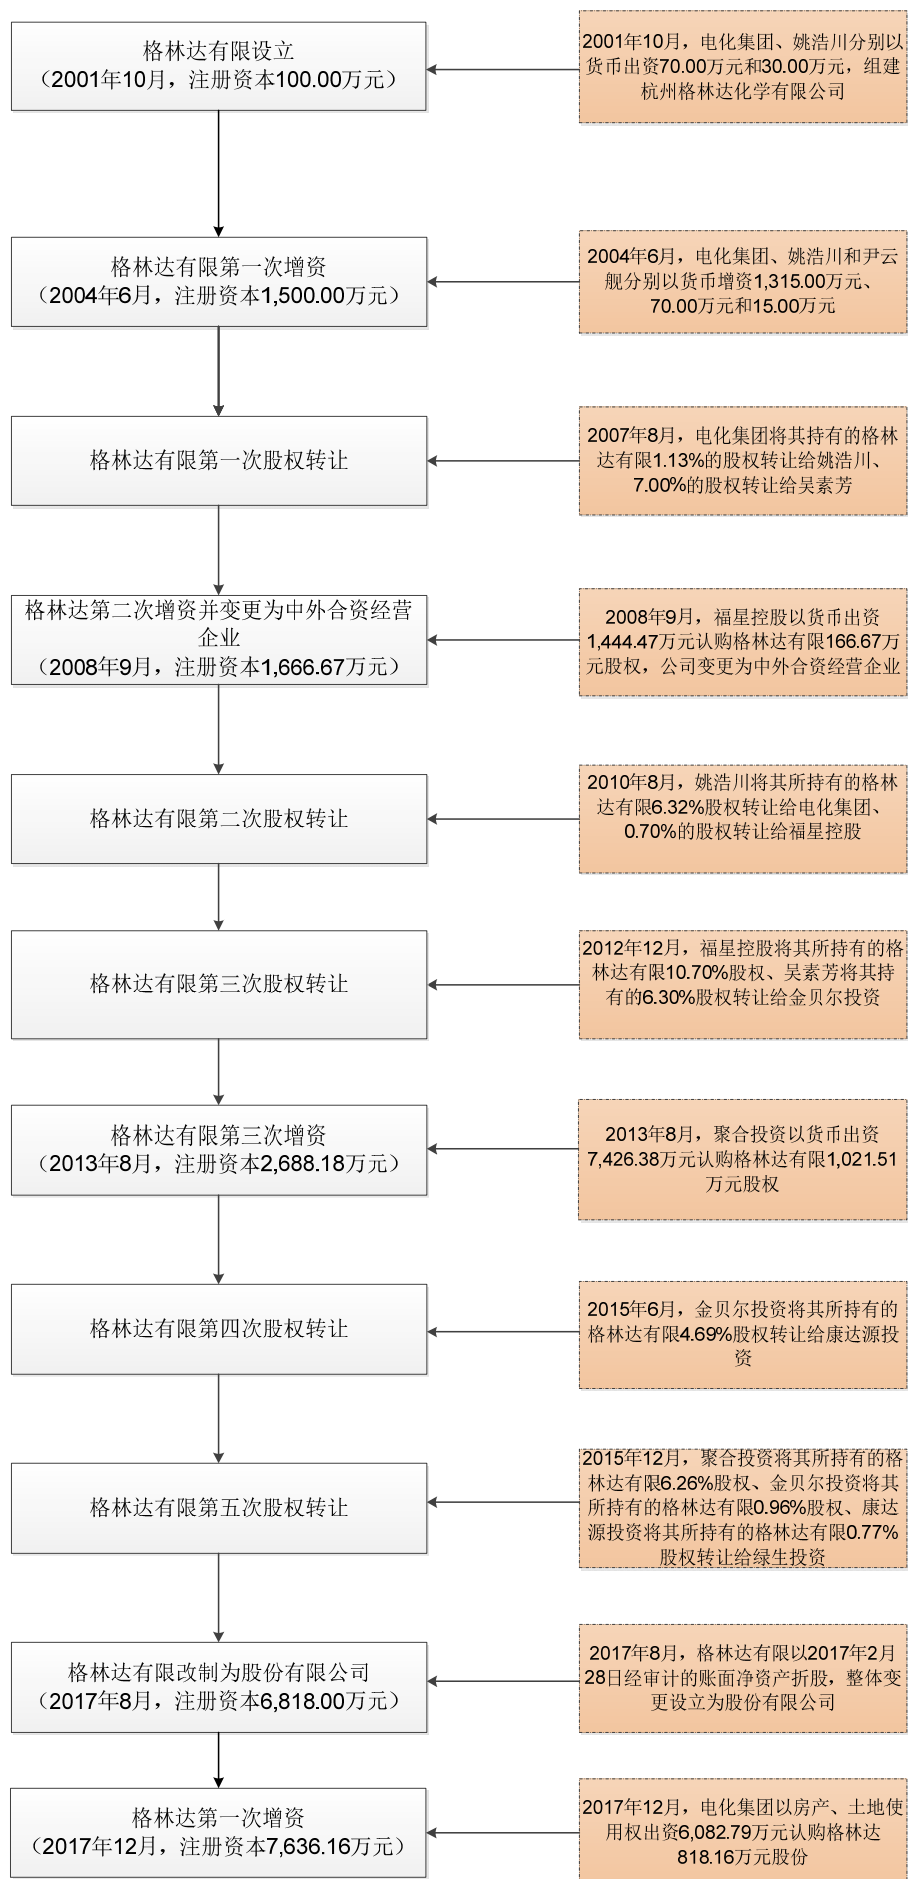 格林达有限设立
（2001年10月，注册资本100.00万元）
2001年10月，电化集团、姚浩川分别以
货币出资70.00万元和30.00万元，组建
杭州格林达化学有限公司
格林达有限第一次增资
（2004年6月，注册资本1,500.00万元）
2004年6月，电化集团、姚浩川和尹云
舰分别以货币增资1,315.00万元、
70.00万元和15.00万元
格林达有限第一次股权转让
2007年8月，电化集团将其持有的格林
达有限1.13%的股权转让给姚浩川、
7.00%的股权转让给吴素芳
格林达第二次增资并变更为中外合资经营
企业
（2008年9月，注册资本1,666.67万元）
2008年9月，福星控股以货币出资
1,444.47万元认购格林达有限166.67万
元股权，公司变更为中外合资经营企业
格林达有限第二次股权转让
2010年8月，姚浩川将其所持有的格林
达有限6.32%股权转让给电化集团、
0.70%的股权转让给福星控股
格林达有限第三次股权转让
2012年12月，福星控股将其所持有的格
林达有限10.70%股权、吴素芳将其持
有的6.30%股权转让给金贝尔投资
格林达有限第三次增资
（2013年8月，注册资本2,688.18万元）
2013年8月，聚合投资以货币出资
7,426.38万元认购格林达有限1,021.51
万元股权
格林达有限第四次股权转让
2015年6月，金贝尔投资将其所持有的
格林达有限4.69%股权转让给康达源投
资
格林达有限第五次股权转让
2015年12月，聚合投资将其所持有的格
林达有限6.26%股权、金贝尔投资将其
所持有的格林达有限0.96%股权、康达
源投资将其所持有的格林达有限0.77%
股权转让给绿生投资
格林达有限改制为股份有限公司
（2017年8月，注册资本6,818.00万元）
2017年8月，格林达有限以2017年2月
28日经审计的账面净资产折股，整体变
更设立为股份有限公司
格林达第一次增资
（2017年12月，注册资本7,636.16万元）
2017年12月，电化集团以房产、土地使
用权出资6,082.79万元认购格林达
818.16万元股份